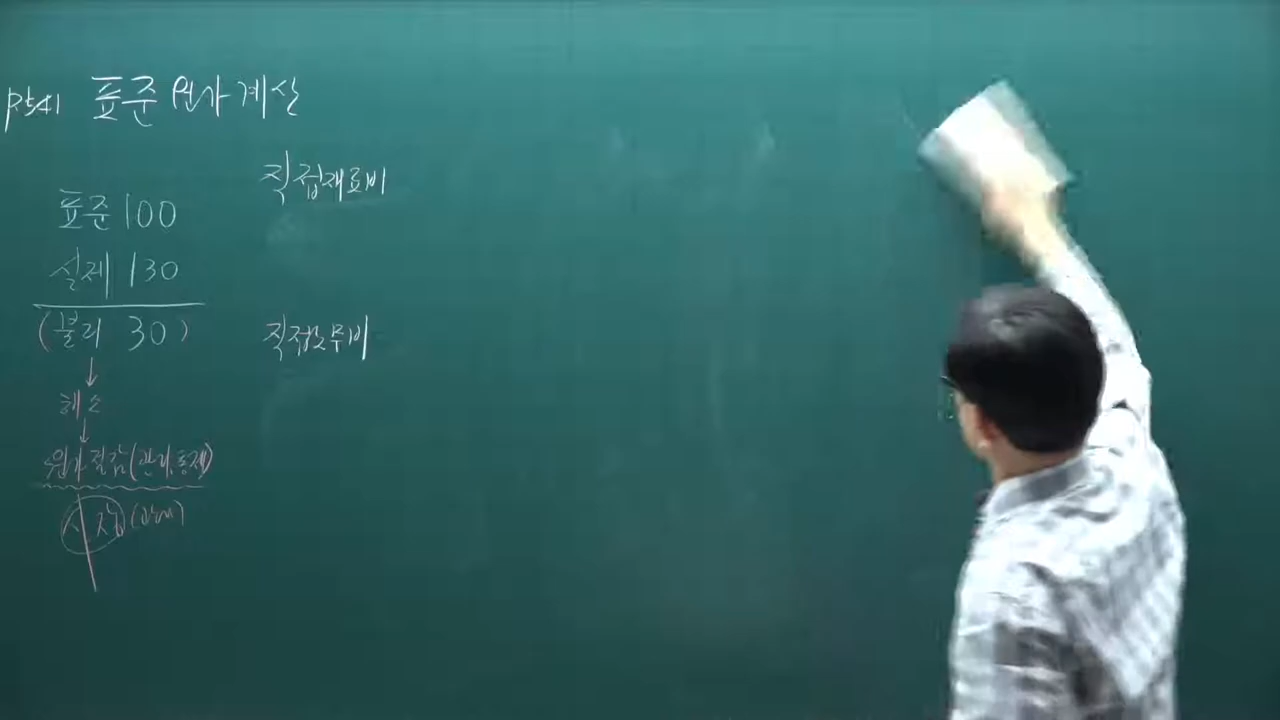 표준원가계산
직접재료비
표준 100
실제 130
(불리 30)
직접노무비
↓
해소
↓
원가절감(관리, 통제)